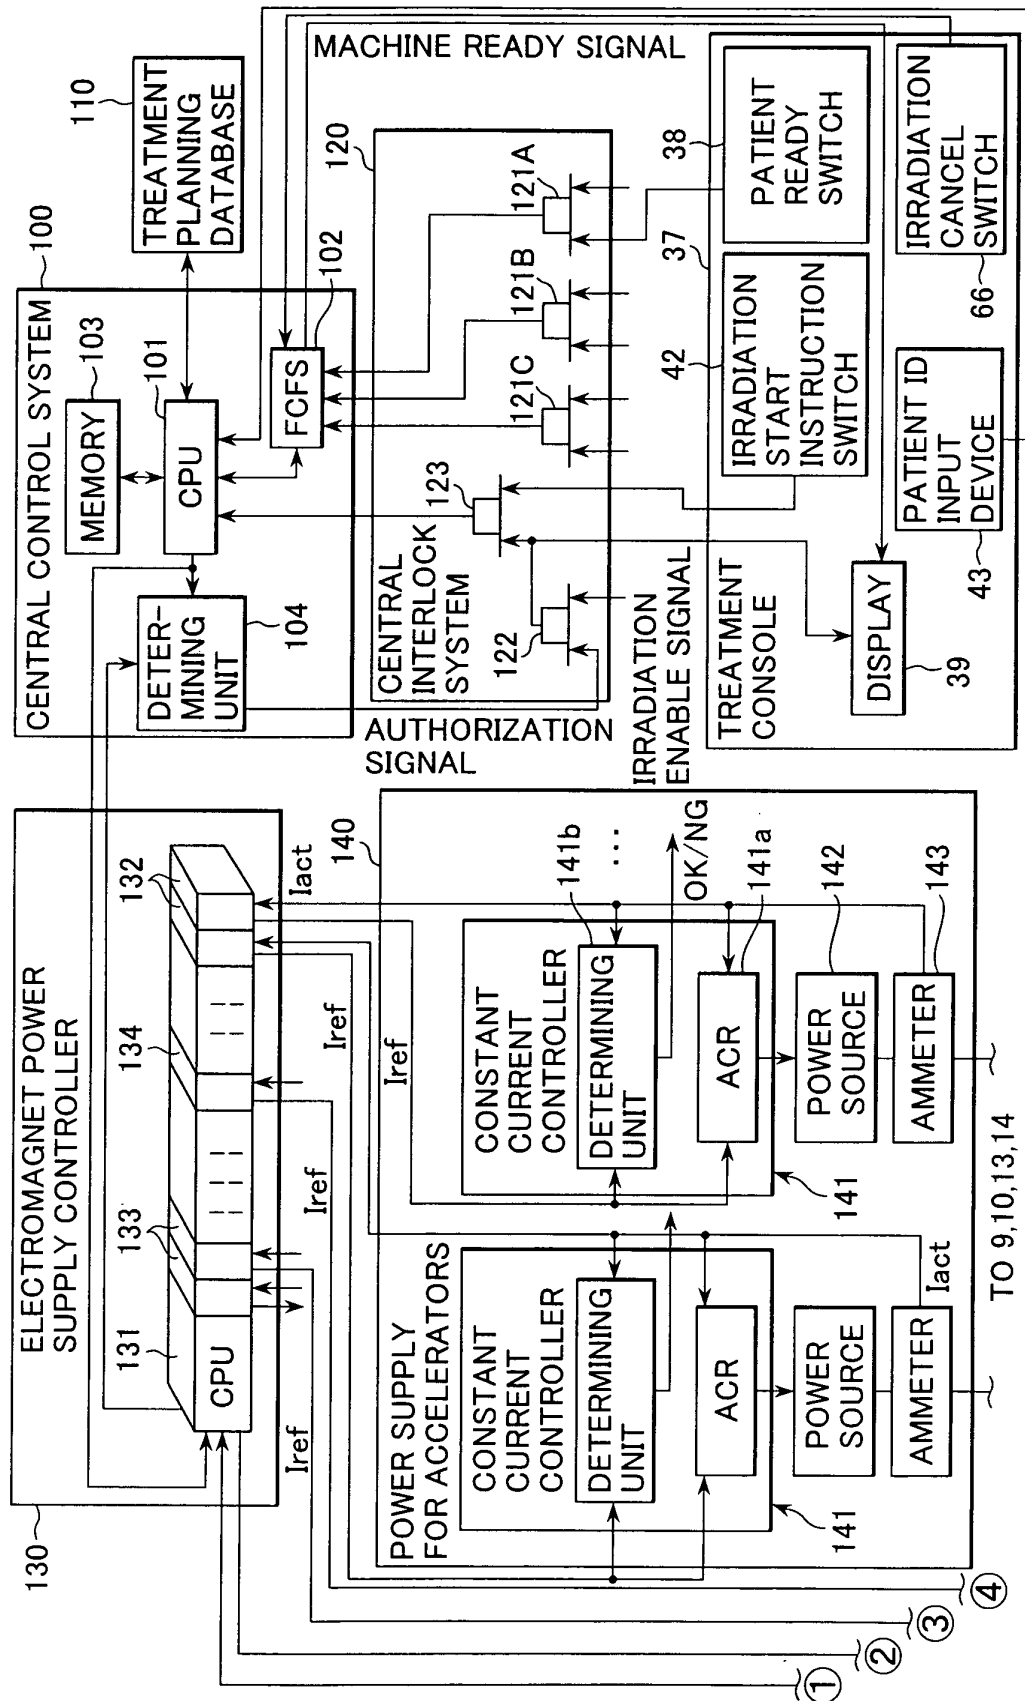 CENTRAL CONTROL SYSTEM
100
MEMORY
103
CPU
101
FCFS
102
DETER-
MINING
UNIT
104
TREATMENT
PLANNING
DATABASE
110
MACHINE READY SIGNAL
CENTRAL
INTERLOCK
SYSTEM
120
121A
121B
121C
122
123
AUTHORIZATION
SIGNAL
IRRADIATION
ENABLE SIGNAL
TREATMENT
CONSOLE
37
PATIENT
READY
SWITCH
38
IRRADIATION
START
INSTRUCTION
SWITCH
42
DISPLAY
39
PATIENT ID
INPUT
DEVICE
43
IRRADIATION
CANCEL
SWITCH
66
ELECTROMAGNET POWER
SUPPLY CONTROLLER
130
CPU
131
133
134
132
Iref
Iref
Iref
Iref
Iact
POWER SUPPLY
FOR ACCELERATORS
140
CONSTANT
CURRENT
CONTROLLER
DETERMINING
UNIT
ACR
141
POWER
SOURCE
AMMETER
Iact
CONSTANT
CURRENT
CONTROLLER
DETERMINING
UNIT
141b
...
OK/NG
ACR
141a
141
POWER
SOURCE
142
AMMETER
143
TO 9,10,13,14
①
②
③
④